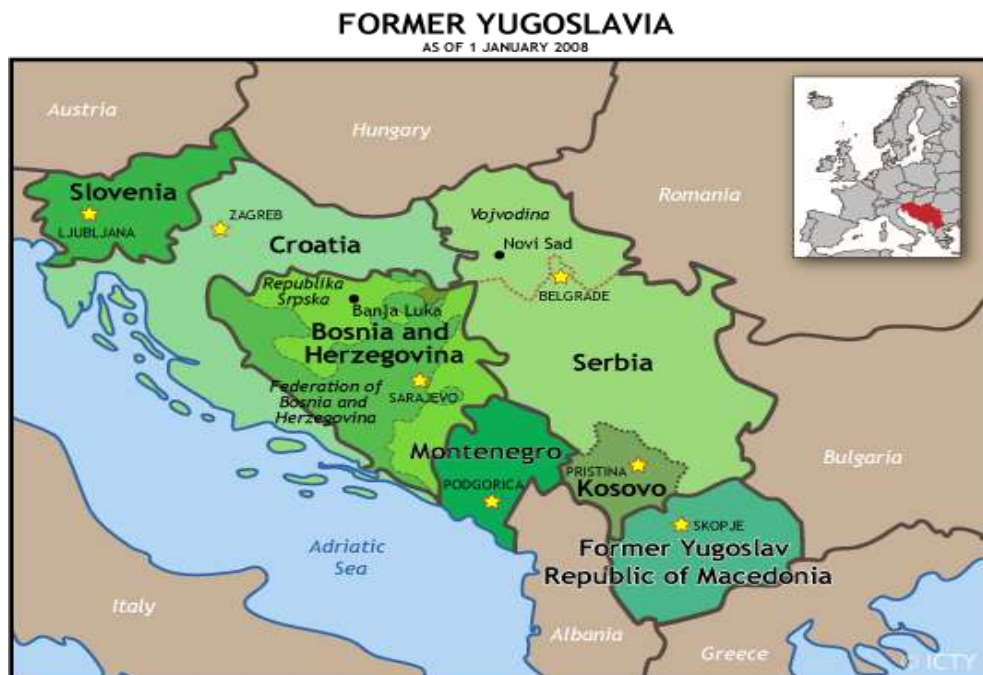 FORMER YUGOSLAVIA
AS OF 1 JANUARY 2008
Austria
Hungary
Romania
Slovenia
LJUBLJANA
ZAGREB
Croatia
Vojvodina
Novi Sad
BELGRADE
Republika
Srpska
Banja Luka
Bosnia and
Herzegovina
Serbia
Federation of
Bosnia and
Herzegovina
SARAJEVO
Montenegro
PODGORICA
PRISTINA
Kosovo
Bulgaria
SKOPJE
Former Yugoslav
Republic of Macedonia
Adriatic
Sea
Italy
Albania
Greece
© ICTY